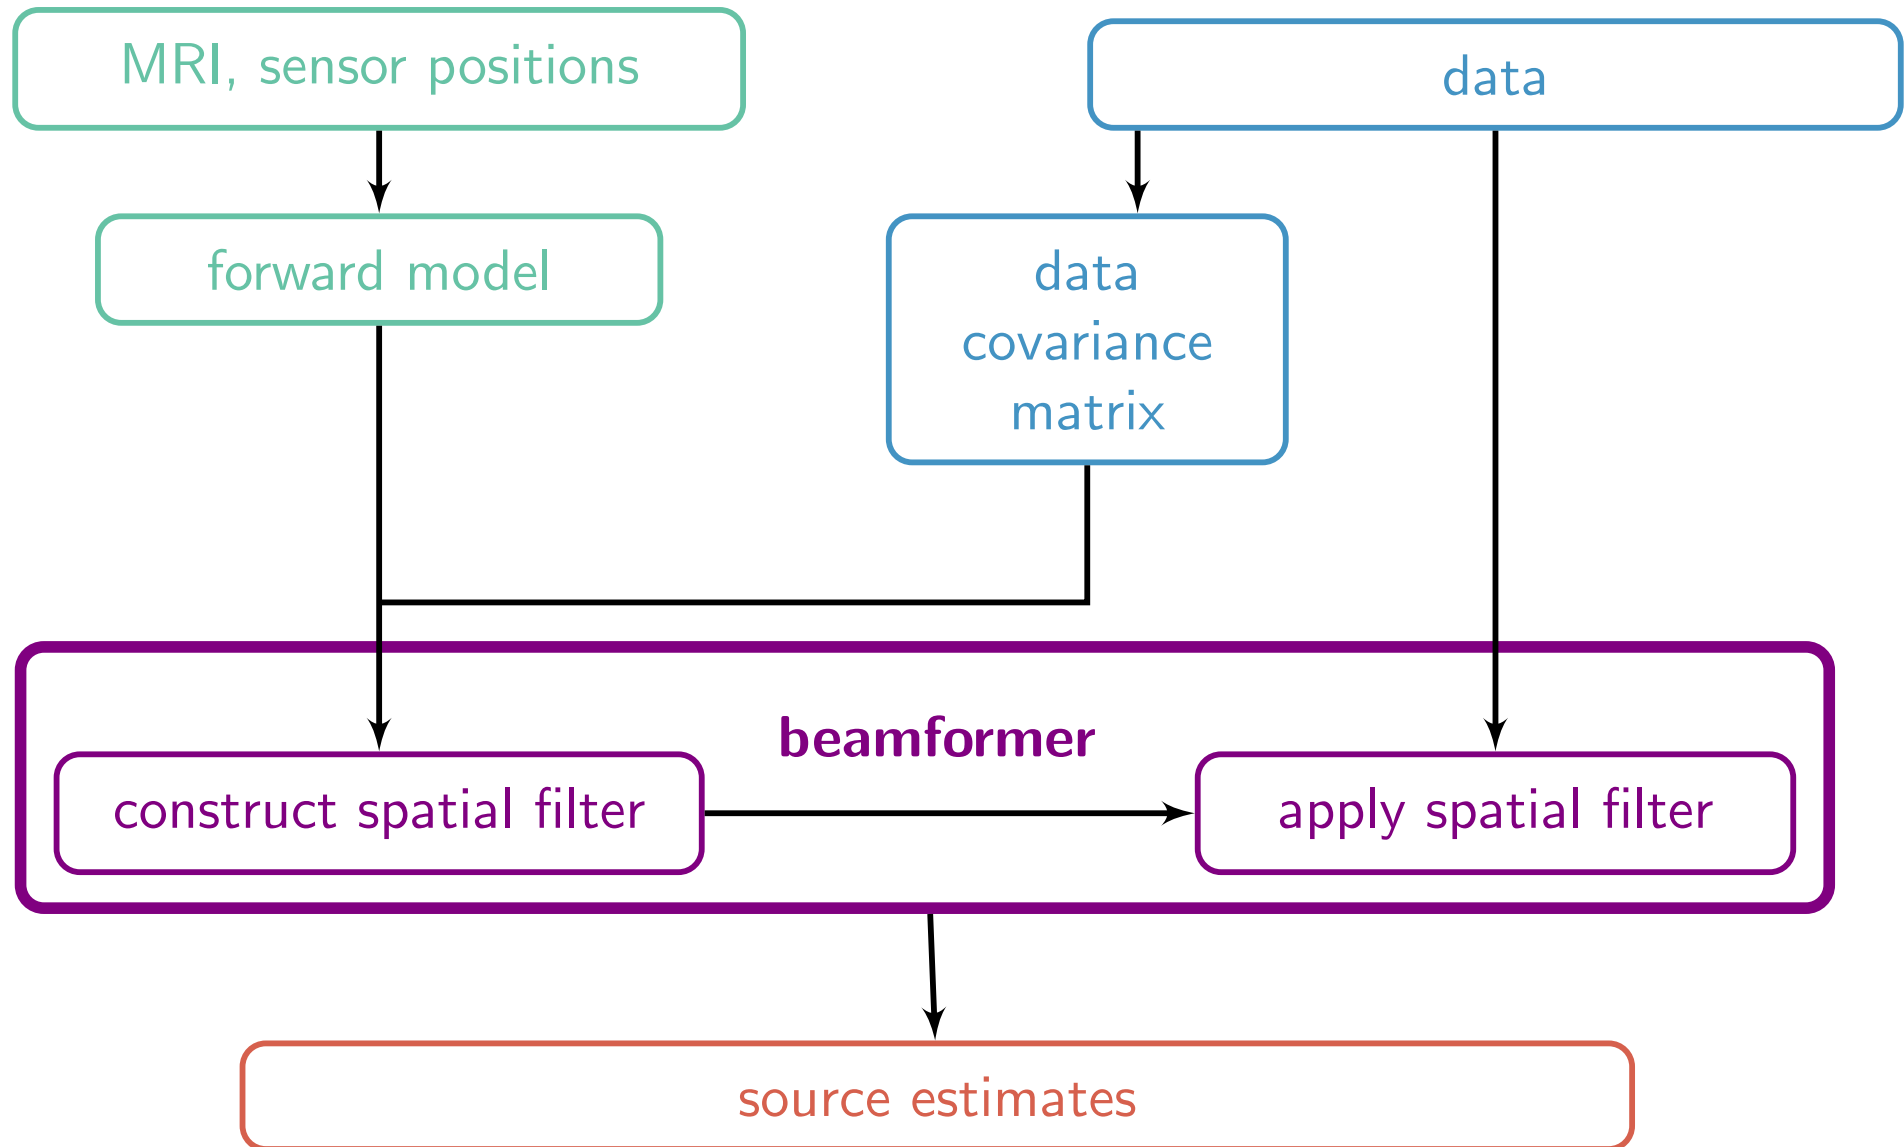 MRI, sensor positions
data
forward model
data
covariance
matrix
beamformer
construct spatial filter
apply spatial filter
source estimates